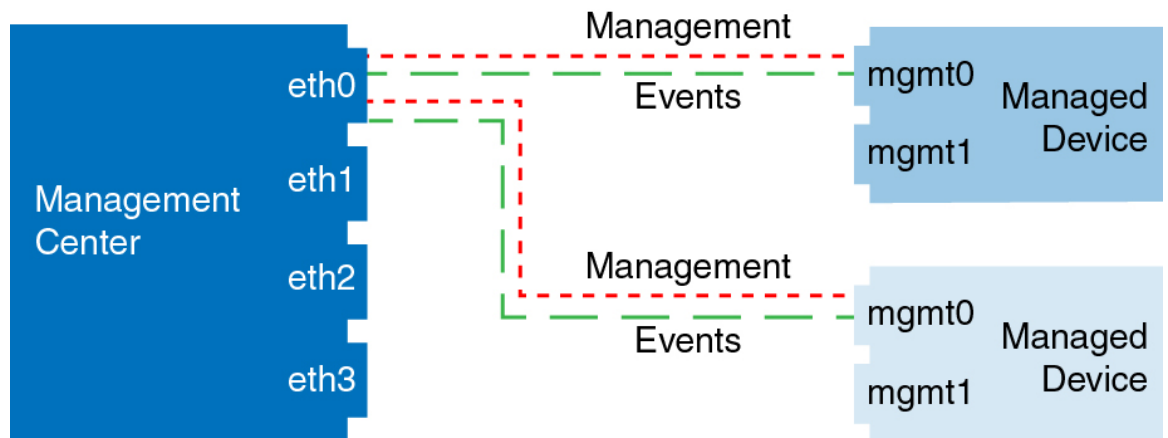 Management
Center
eth0
eth1
eth2
eth3
Management
Events
mgmt0
mgmt1
Managed
Device
Management
Events
mgmt0
mgmt1
Managed
Device